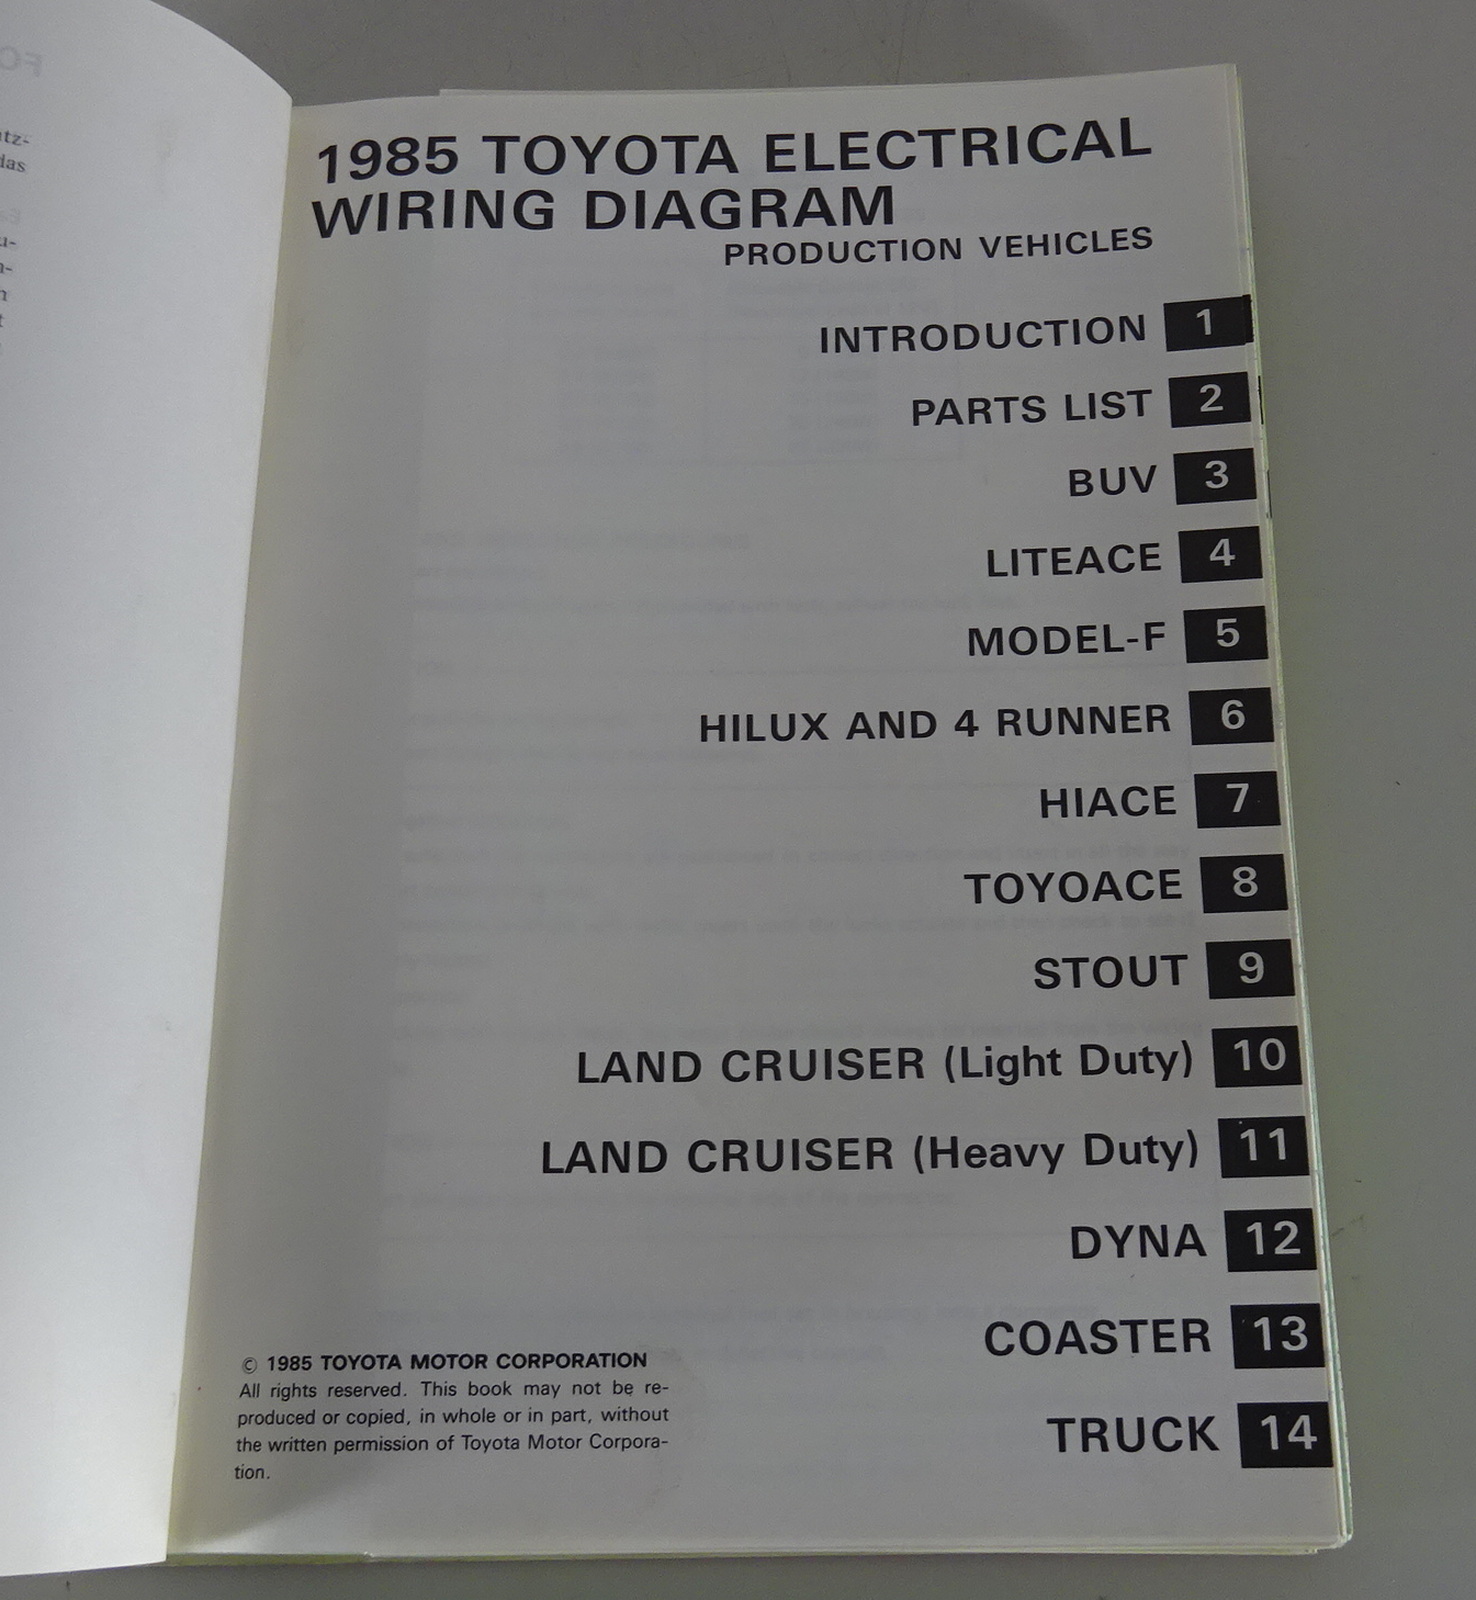 FO
utz-
das
u-
n-
t
1985 TOYOTA ELECTRICAL
WIRING DIAGRAM
PRODUCTION VEHICLES
INTRODUCTION 1
PARTS LIST 2
BUV 3
LITEACE 4
MODEL-F 5
HILUX AND 4 RUNNER 6
HIACE 7
TOYOACE 8
STOUT 9
LAND CRUISER (Light Duty) 10
LAND CRUISER (Heavy Duty) 11
DYNA 12
COASTER 13
TRUCK 14
© 1985 TOYOTA MOTOR CORPORATION
All rights reserved. This book may not be re-
produced or copied, in whole or in part, without
the written permission of Toyota Motor Corpora-
tion.